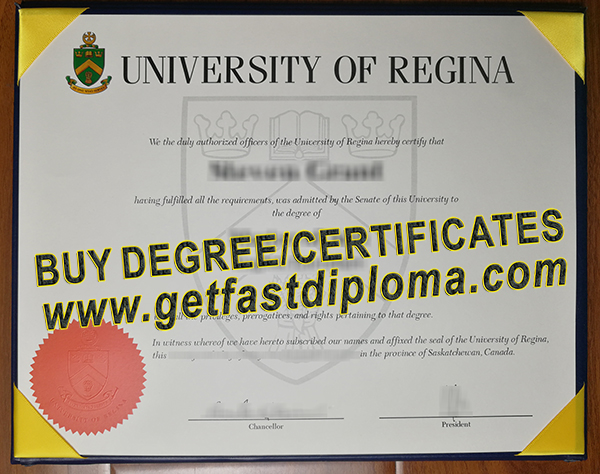 UNIVERSITY OF REGINA
We the duly authorized officers of the University of Regina hereby certify that
having fulfilled all the requirements, was admitted by the Senate of this University to
the degree of
BUY DEGREE/CERTIFICATES
www.getfastdiploma.com
privileges, prerogatives, and rights pertaining to that degree.
In witness whereof we have hereto subscribed our names and affixed the seal of the University of Regina,
this
in the province of Saskatchewan, Canada.
Chancellor
President